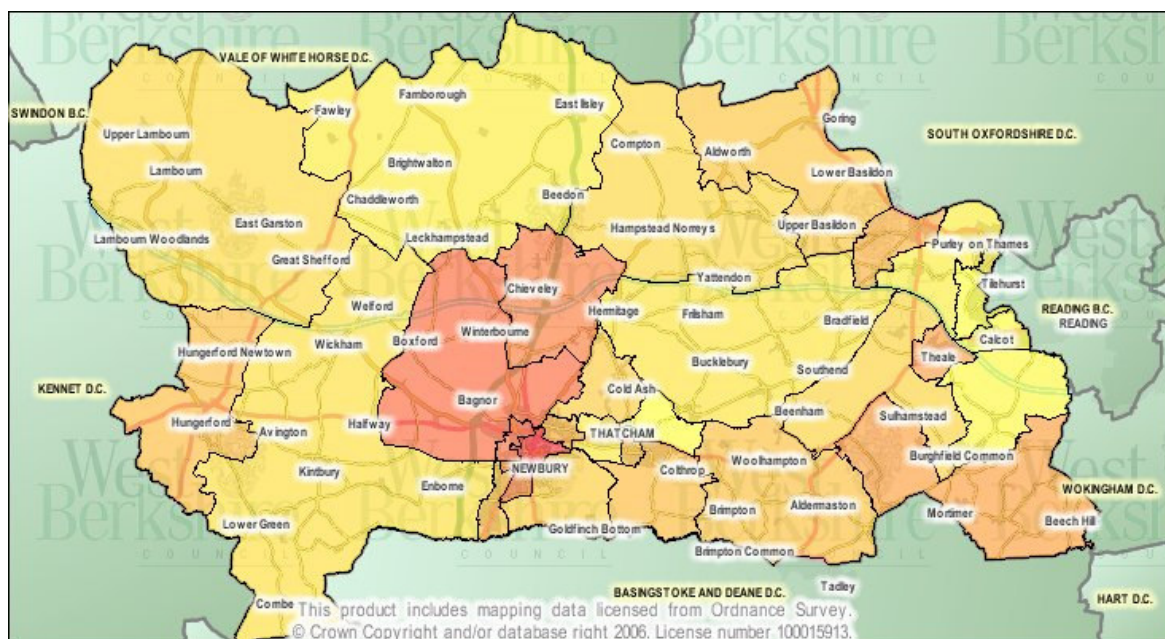 West
Berkshire
COUNCIL
VALE OF WHITE HORSE D.C.
SWINDON B.C.
Fawley
Farnborough
East Ilsley
Goring
SOUTH OXFORDSHIRE D.C.
Upper Lambourn
Lambourn
Compton
Aldworth
Brightwalton
Lower Basildon
Chaddleworth
Beedon
East Garston
Lambourn Woodlands
Leckhampstead
Hampstead Norreys
Upper Basildon
Purley on Thames
Great Shefford
Yattendon
Tilehurst
Chieveley
Welford
Hermitage
Frilsham
Bradfield
READING B.C.
READING
Winterbourne
Boxford
Wickham
Calcot
Hungerford Newtown
Bucklebury
Theale
Southend
KENNET D.C.
Cold Ash
Bagnor
Beenham
Hungerford
Halfway
Sulhamstead
Avington
THATCHAM
Burghfield Common
Woolhampton
Kintbury
NEWBURY
Colthrop
Enborne
WOKINGHAM D.C.
Brimpton
Aldermaston
Mortimer
Beech Hill
Lower Green
Goldfinch Bottom
Brimpton Common
Tadley
BASINGSTOKE AND DEANE D.C.
HART D.C.
Combe
This product includes mapping data licensed from Ordnance Survey.
© Crown Copyright and/or database right 2006. License number 100015913.